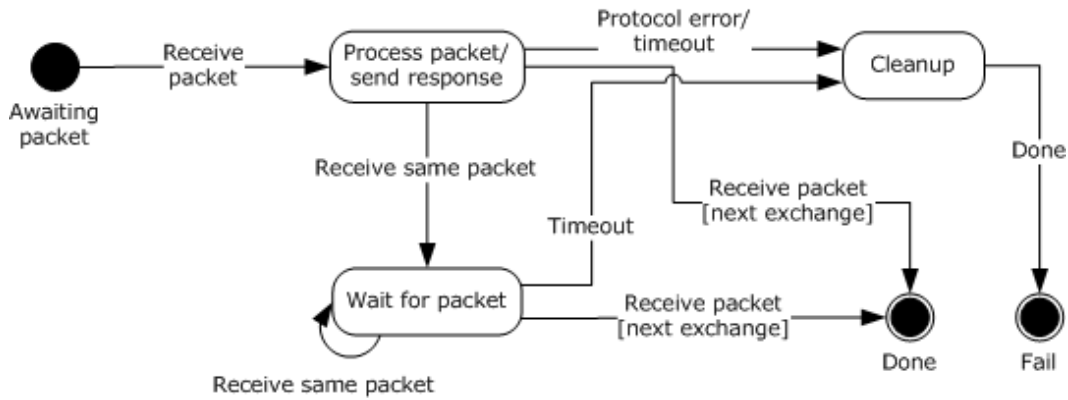 Protocol error/
timeout
Receive
packet
Process packet/
send response
Cleanup
Awaiting
packet
Receive same packet
Done
Receive packet
[next exchange]
Timeout
Wait for packet
Receive packet
[next exchange]
Done
Fail
Receive same packet